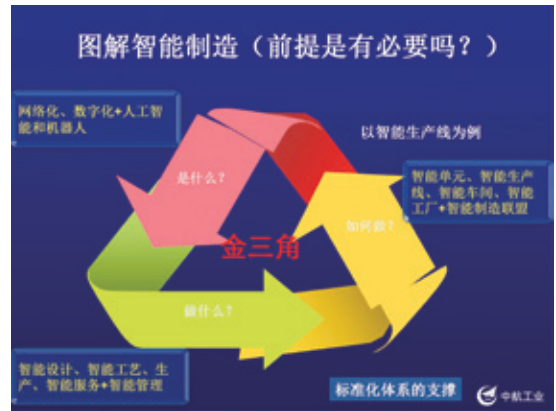 图解智能制造（前提是有必要吗？）
网络化、数字化+人工智
能和机器人
以智能生产线为例
是什么？
智能单元、智能生产
线、智能车间、智能
工厂+智能制造联盟
如何做？
金三角
做什么？
智能设计、智能工艺、生
产、智能服务+智能管理
标准化体系的支撑
中航工业